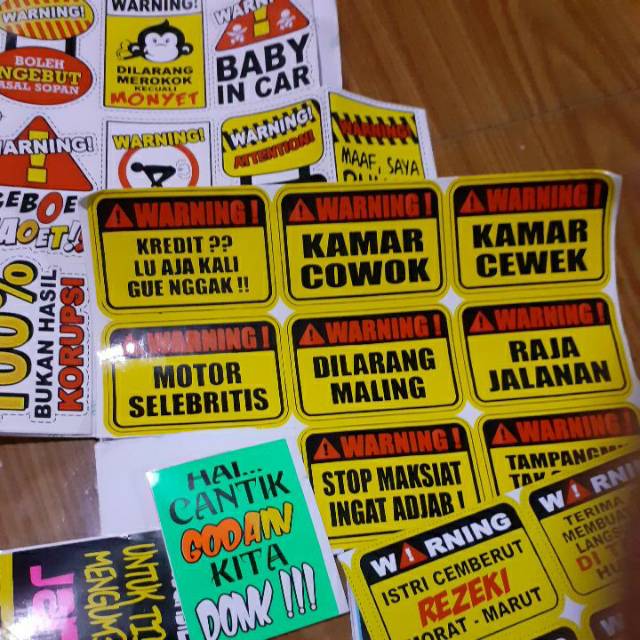 WARNING!
BOLEH
NGEBUT
ASAL SOPAN
WARNING!
DILARANG
MEROKOK
KECUALI
MONYET
WARN
BABY
IN CAR
WARNING!
WARNING!
WARNING!
ATTENTION!
WARNING!
MAAF, SAYA
100%
BUKAN HASIL
KORUPSI
WARNING!
KREDIT ??
LU AJA KALI
GUE NGGAK !!
WARNING!
KAMAR
COWOK
WARNING!
KAMAR
CEWEK
WARNING!
MOTOR
SELEBRITIS
WARNING!
DILARANG
MALING
WARNING!
RAJA
JALANAN
WARNING!
STOP MAKSIAT
INGAT ADJAB !
WARNING!
HAI...
CANTIK
GODAIN
KITA
DONK !!!
WARNING
ISTRI CEMBERUT
REZEKI
MORAT - MARUT
TERIMA
UNTUK